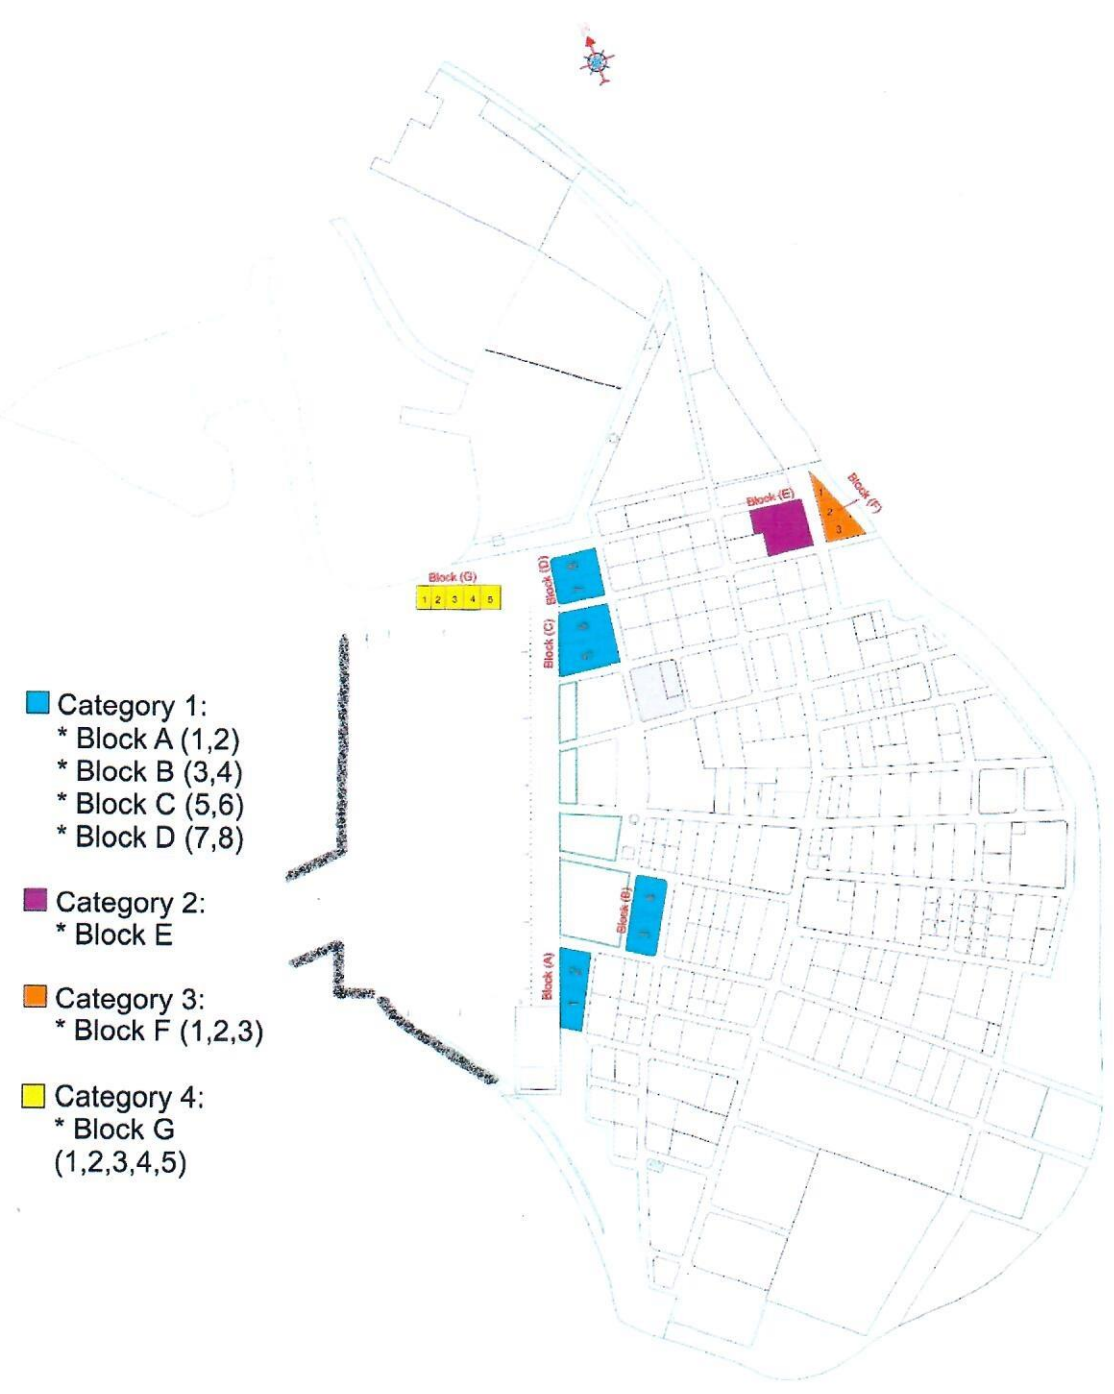 Block (E)
Block (F)
1
2
3
Block (D)
Block (G)
1 2 3 4 5
Block (C)
Block (B)
Block (A)
1 2
Category 1:
* Block A (1,2)
* Block B (3,4)
* Block C (5,6)
* Block D (7,8)
Category 2:
* Block E
Category 3:
* Block F (1,2,3)
Category 4:
* Block G
(1,2,3,4,5)